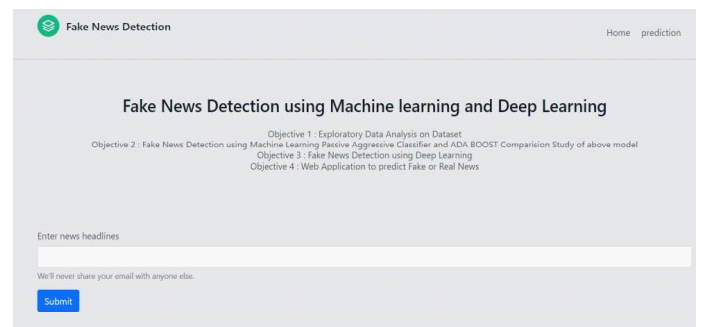 Fake News Detection
Home prediction
Fake News Detection using Machine learning and Deep Learning
Objective 1 : Exploratory Data Analysis on Dataset
Objective 2 : Fake News Detection using Machine Learning Passive Aggressive Classifier and ADA BOOST Comparision Study of above model
Objective 3 : Fake News Detection using Deep Learning
Objective 4 : Web Application to predict Fake or Real News
Enter news headlines
We'll never share your email with anyone else.
Submit